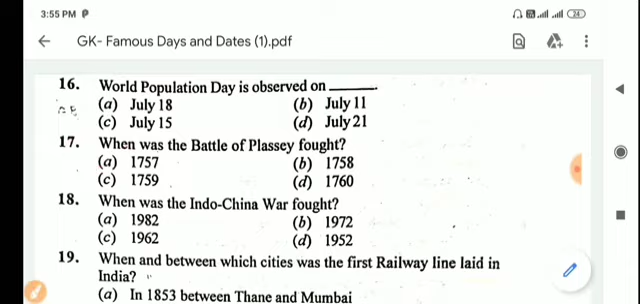 3:55 PM P
24
GK- Famous Days and Dates (1).pdf
16. World Population Day is observed on ______.
(a) July 18 (b) July 11
(c) July 15 (d) July 21
17. When was the Battle of Plassey fought?
(a) 1757 (b) 1758
(c) 1759 (d) 1760
18. When was the Indo-China War fought?
(a) 1982 (b) 1972
(c) 1962 (d) 1952
19. When and between which cities was the first Railway line laid in
India?
(a) In 1853 between Thane and Mumbai